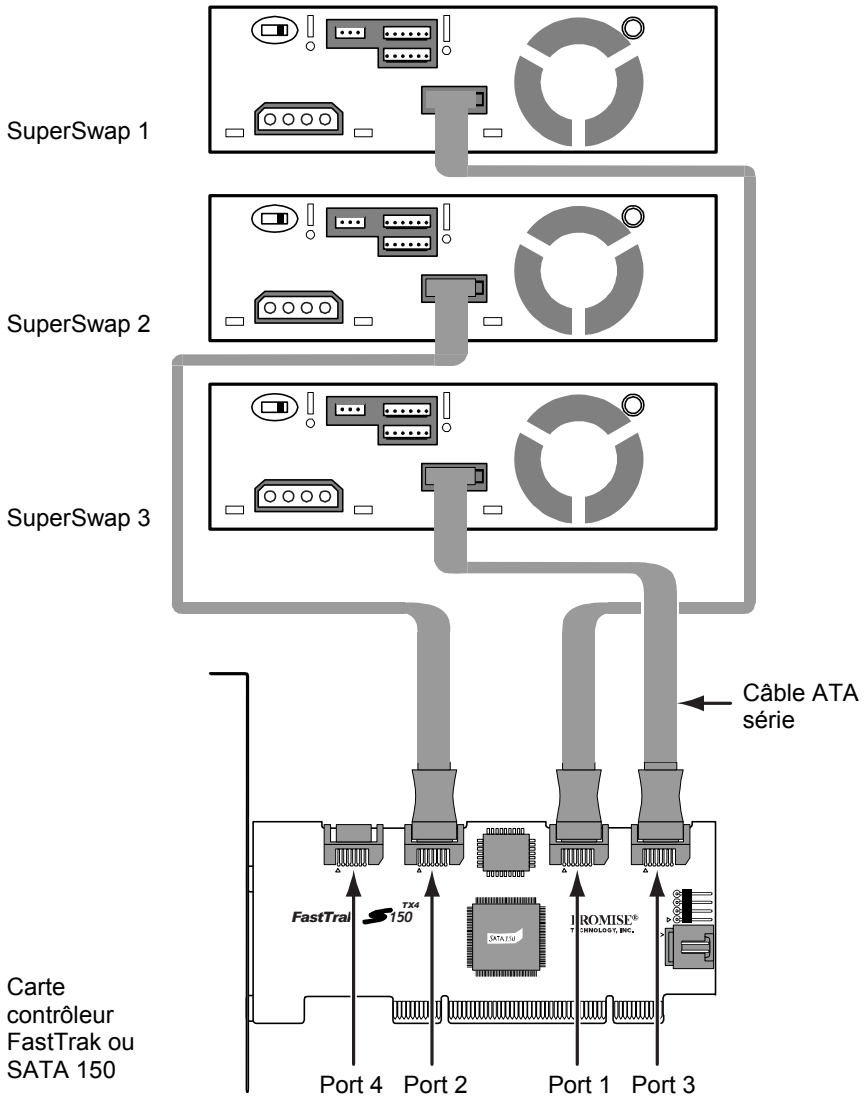 SuperSwap 1
SuperSwap 2
SuperSwap 3
Câble ATA
série
FastTrak S150 TX4
SATA150
PROMISE®
TECHNOLOGY, INC.
Carte
contrôleur
FastTrak ou
SATA 150
Port 4 Port 2 Port 1 Port 3